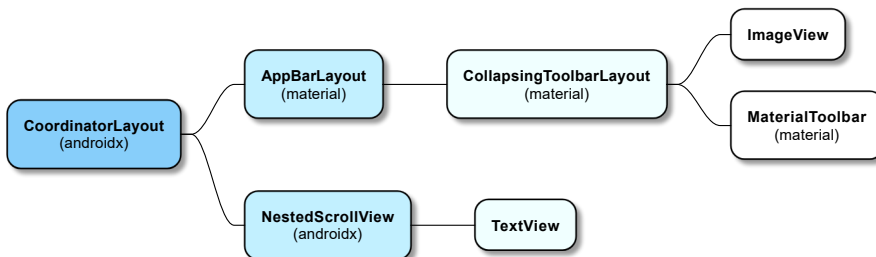 CoordinatorLayout
(androidx)
AppBarLayout
(material)
CollapsingToolbarLayout
(material)
ImageView
MaterialToolbar
(material)
NestedScrollView
(androidx)
TextView